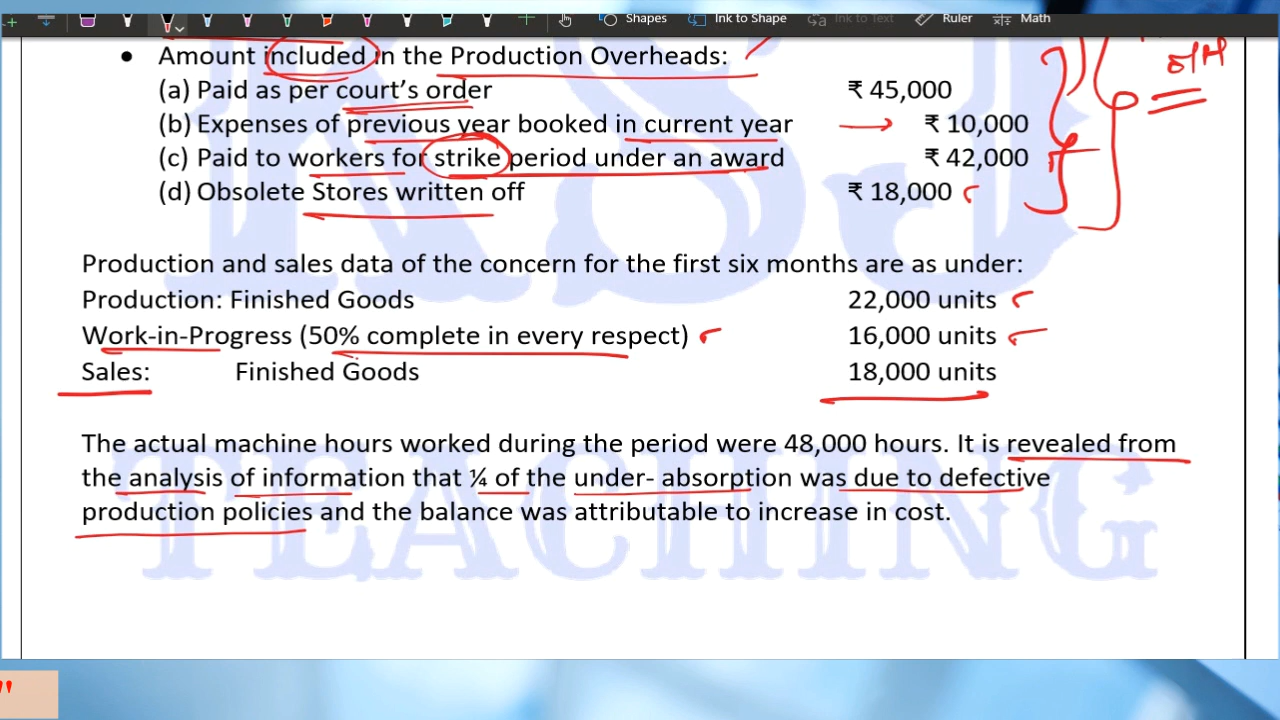 Shapes Ink to Shape Ink to Text Ruler Math
• Amount included in the Production Overheads:
O/H
(a) Paid as per court's order ₹ 45,000
(b) Expenses of previous year booked in current year ₹ 10,000
(c) Paid to workers for strike period under an award ₹ 42,000
(d) Obsolete Stores written off ₹ 18,000
Production and sales data of the concern for the first six months are as under:
Production: Finished Goods 22,000 units
Work-in-Progress (50% complete in every respect) 16,000 units
Sales: Finished Goods 18,000 units
The actual machine hours worked during the period were 48,000 hours. It is revealed from
the analysis of information that ¼ of the under- absorption was due to defective
production policies and the balance was attributable to increase in cost.
TEACHING
"